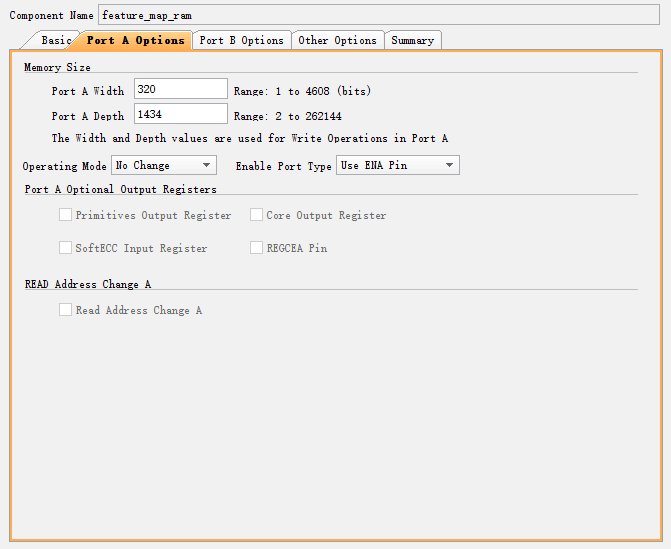 Component Name feature_map_ram
Basic Port A Options Port B Options Other Options Summary
Memory Size
Port A Width 320 Range: 1 to 4608 (bits)
Port A Depth 1434 Range: 2 to 262144
The Width and Depth values are used for Write Operations in Port A
Operating Mode No Change Enable Port Type Use ENA Pin
Port A Optional Output Registers
Primitives Output Register Core Output Register
SoftECC Input Register REGCEA Pin
READ Address Change A
Read Address Change A